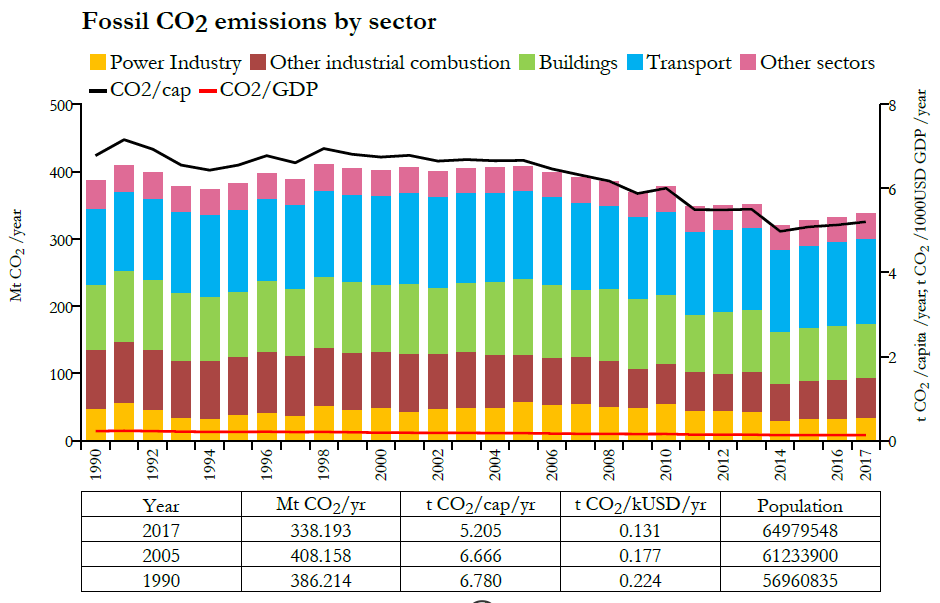 Fossil CO2 emissions by sector
Power Industry Other industrial combustion Buildings Transport Other sectors
CO2/cap CO2/GDP
500
400
300
200
100
0
Mt CO2 /year
8
6
4
2
0
t CO2 /capita /year; t CO2 /1000USD GDP /year
1990 1992 1994 1996 1998 2000 2002 2004 2006 2008 2010 2012 2014 2016 2017
Year Mt CO2/yr t CO2/cap/yr t CO2/kUSD/yr Population
2017 338.193 5.205 0.131 64979548
2005 408.158 6.666 0.177 61233900
1990 386.214 6.780 0.224 56960835